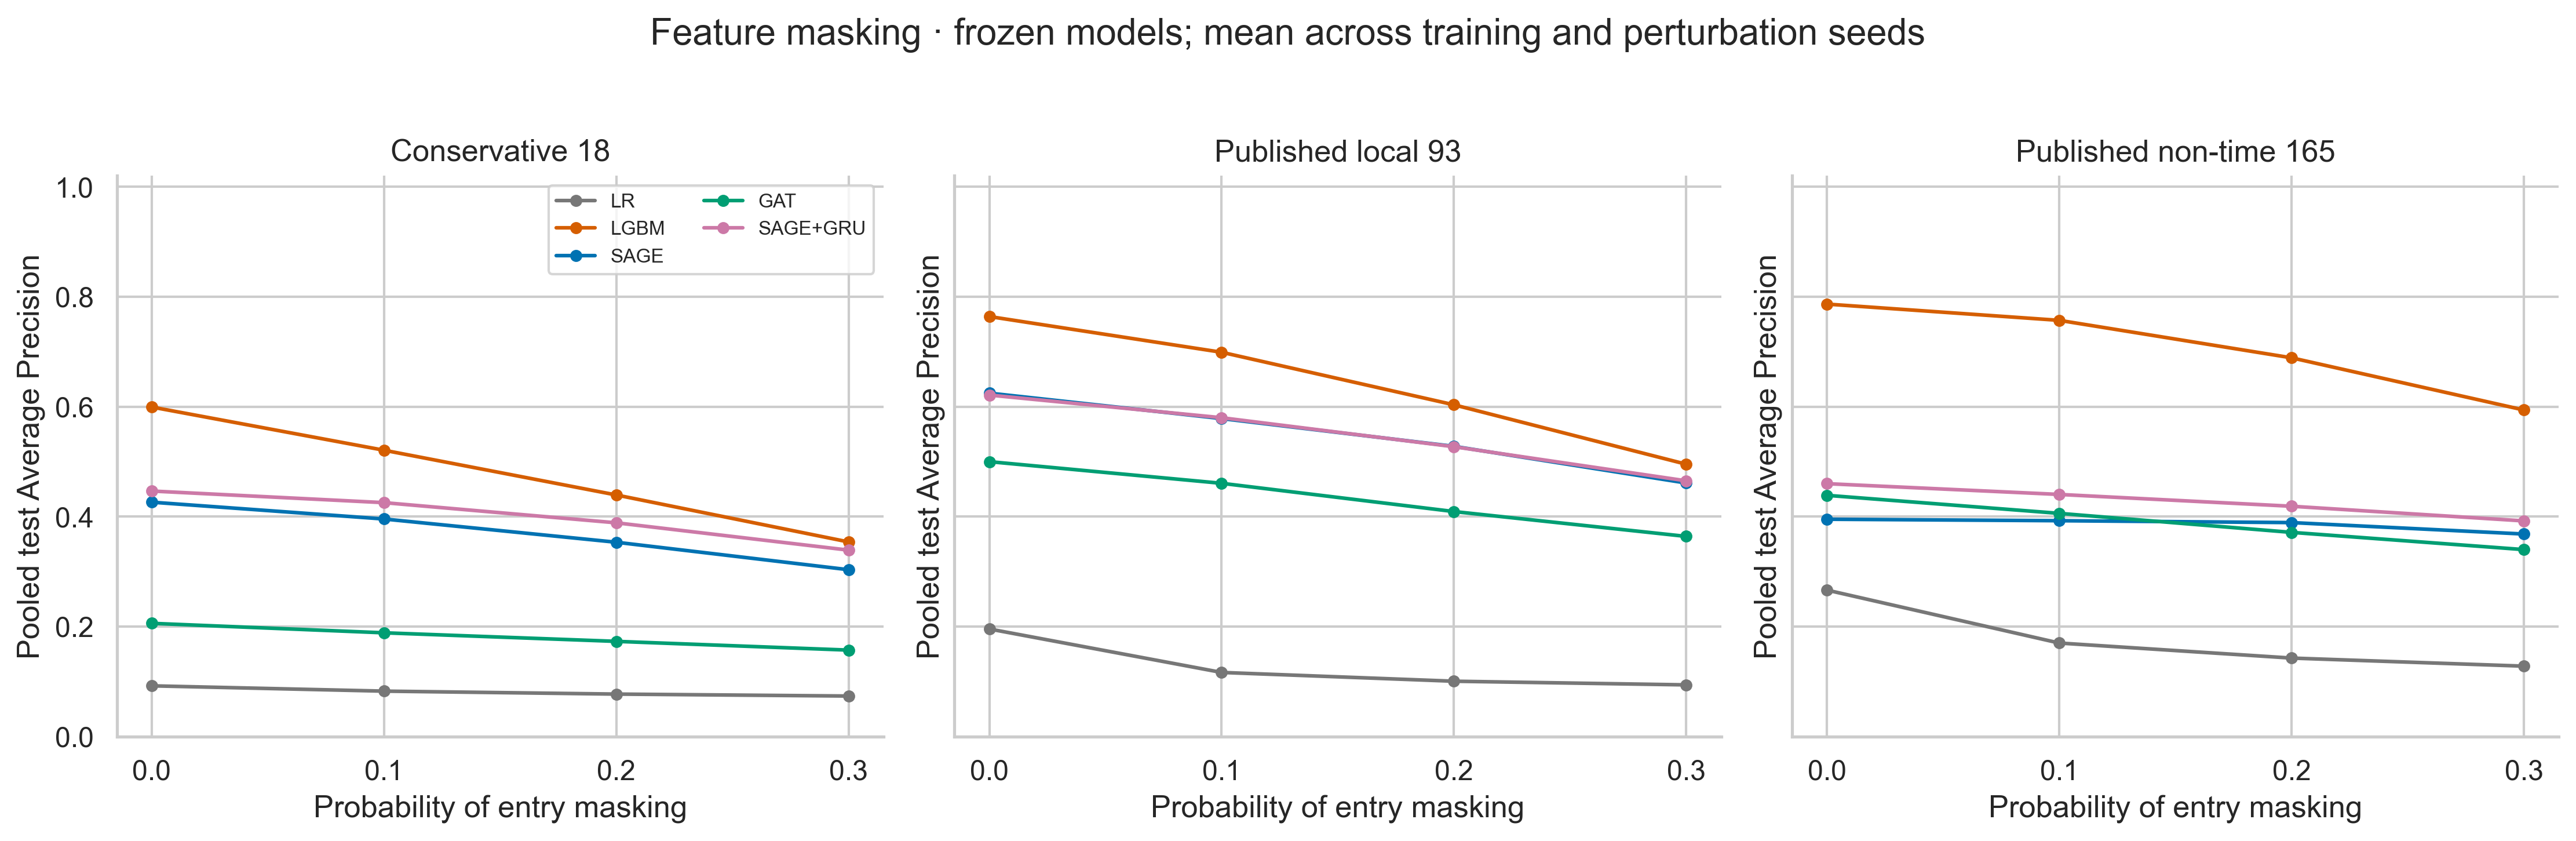 Feature masking · frozen models; mean across training and perturbation seeds
Conservative 18
Pooled test Average Precision
1.0
0.8
0.6
0.4
0.2
0.0
LR
LGBM
SAGE
GAT
SAGE+GRU
0.0 0.1 0.2 0.3
Probability of entry masking
Published local 93
Pooled test Average Precision
0.0 0.1 0.2 0.3
Probability of entry masking
Published non-time 165
Pooled test Average Precision
0.0 0.1 0.2 0.3
Probability of entry masking